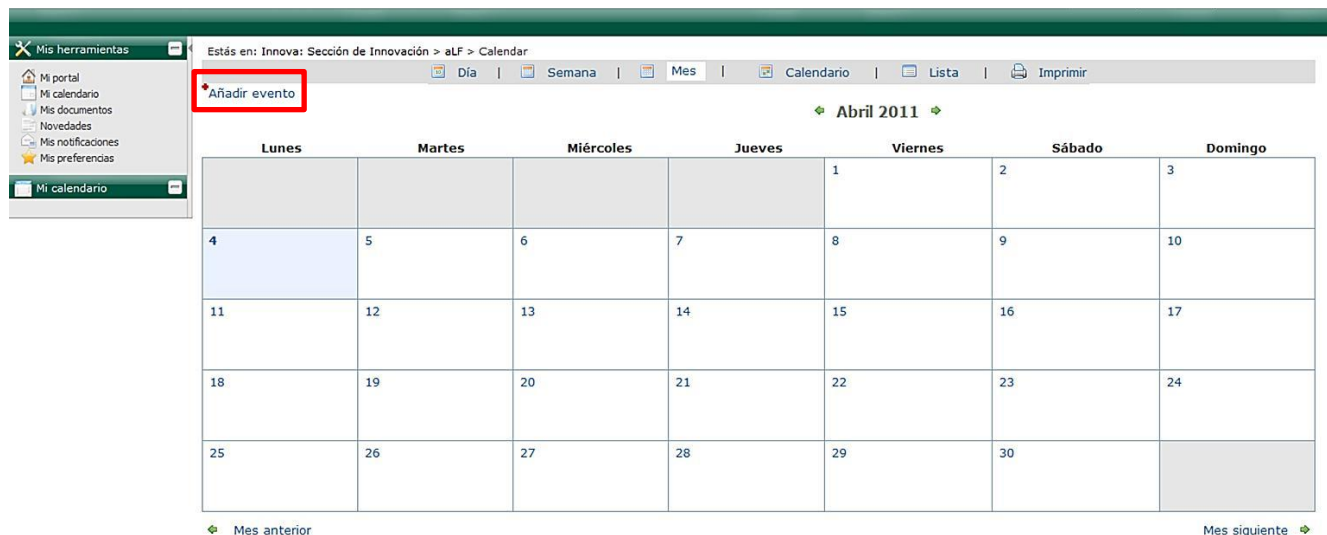 Mis herramientas
Estás en: Innova: Sección de Innovación > aLF > Calendar
Mi portal
Mi calendario
Mis documentos
Novedades
Mis notificaciones
Mis preferencias
Mi calendario
Día | Semana | Mes | Calendario | Lista | Imprimir
Añadir evento
Abril 2011
Lunes Martes Miércoles Jueves Viernes Sábado Domingo
1 2 3
4 5 6 7 8 9 10
11 12 13 14 15 16 17
18 19 20 21 22 23 24
25 26 27 28 29 30
Mes anterior Mes siguiente